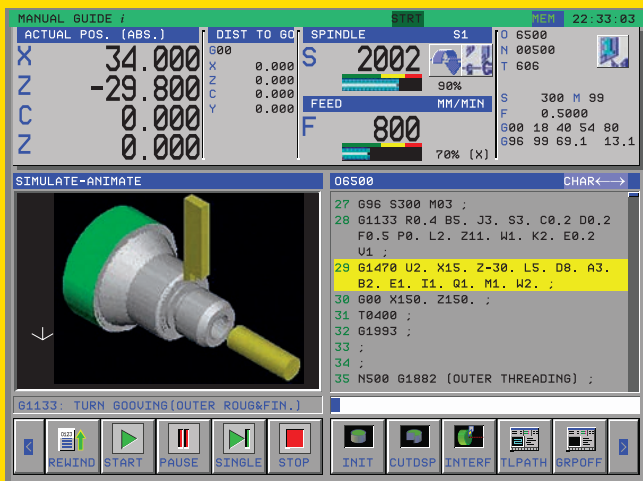 MANUAL GUIDE i STRT MEM 22:33:03
ACTUAL POS. (ABS.)
X 34.000
Z -29.800
C 0.000
Z 0.000
DIST TO GO
G00
X 0.000
Z 0.000
C 0.000
Y 0.000
SPINDLE S1
S 2002
90%
FEED MM/MIN
F 800
70% (X)
O 6500
N 00500
T 606
S 300 M 99
F 0.5000
G00 18 40 54 80
G96 99 69.1 13.1
SIMULATE-ANIMATE
G1133: TURN GOOVING(OUTER ROUG&FIN.)
O6500 CHAR←→
27 G96 S300 M03 ;
28 G1133 R0.4 B5. J3. S3. C0.2 D0.2
F0.5 P0. L2. Z11. W1. K2. E0.2
V1 ;
29 G1470 U2. X15. Z-30. L5. D8. A3.
B2. E1. I1. Q1. M1. W2. ;
30 G00 X150. Z150. ;
31 T0400 ;
32 G1993 ;
33 ;
34 ;
35 N500 G1882 (OUTER THREADING) ;
0123
REWIND START PAUSE SINGLE STOP INIT CUTDSP INTERF TLPATH GRPOFF